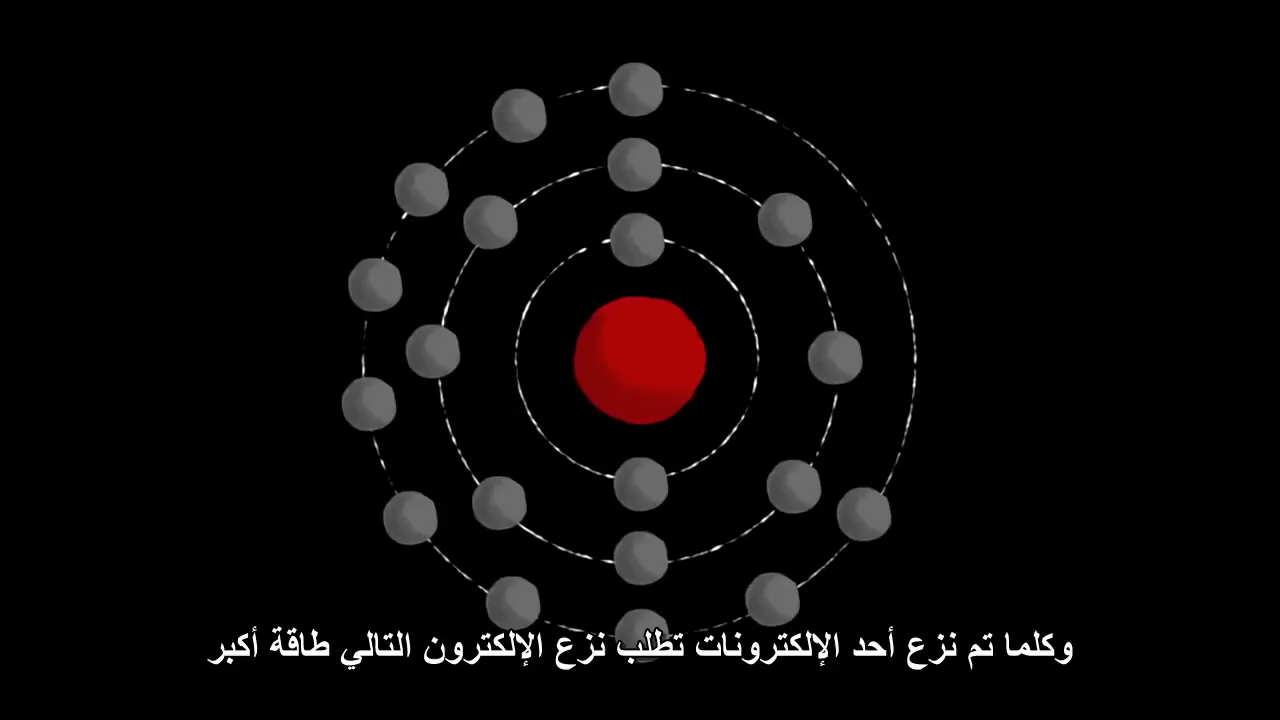 وكلما تم نزع أحد الإلكترونات تطلب نزع الإلكترون التالي طاقة أكبر